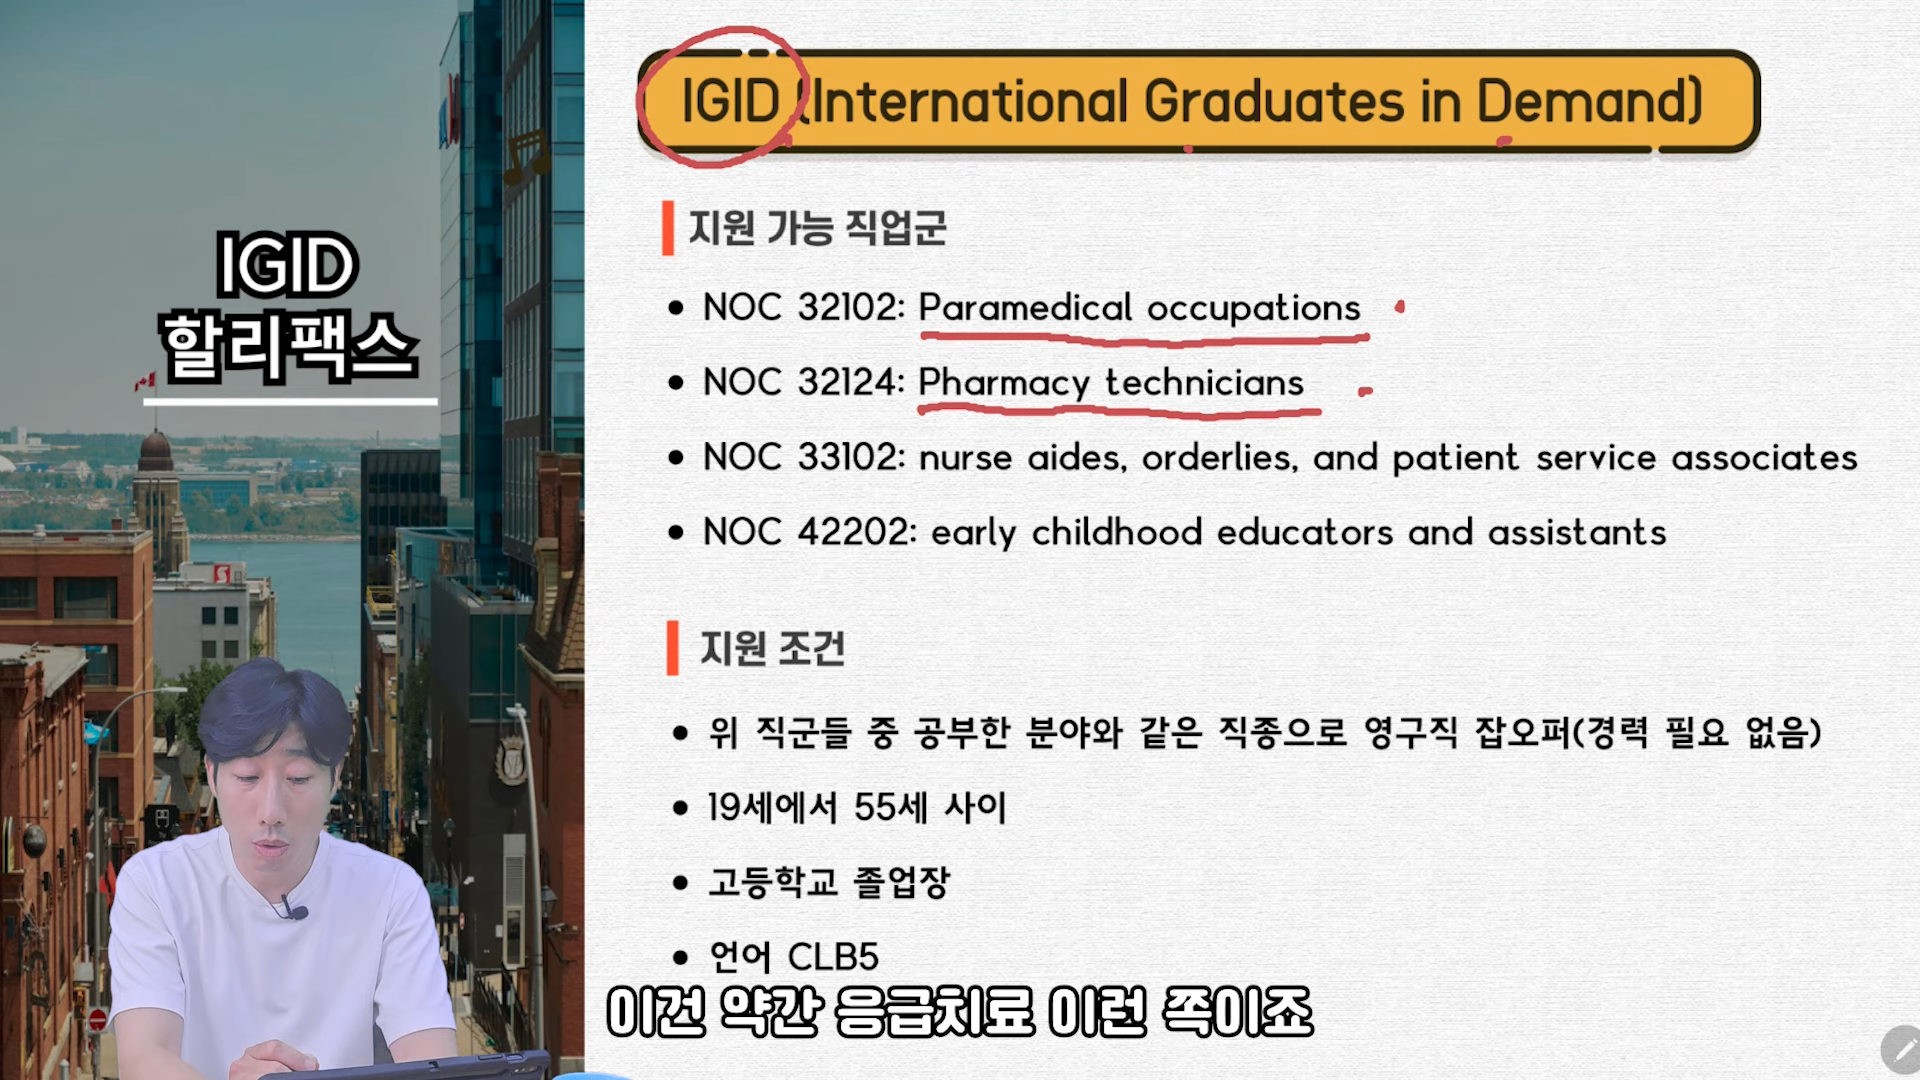 IGID
할리팩스
IGID (International Graduates in Demand)
지원 가능 직업군
• NOC 32102: Paramedical occupations
• NOC 32124: Pharmacy technicians
• NOC 33102: nurse aides, orderlies, and patient service associates
• NOC 42202: early childhood educators and assistants
지원 조건
• 위 직군들 중 공부한 분야와 같은 직종으로 영구직 잡오퍼(경력 필요 없음)
• 19세에서 55세 사이
• 고등학교 졸업장
• 언어 CLB5
이건 약간 응급치료 이런 쪽이죠